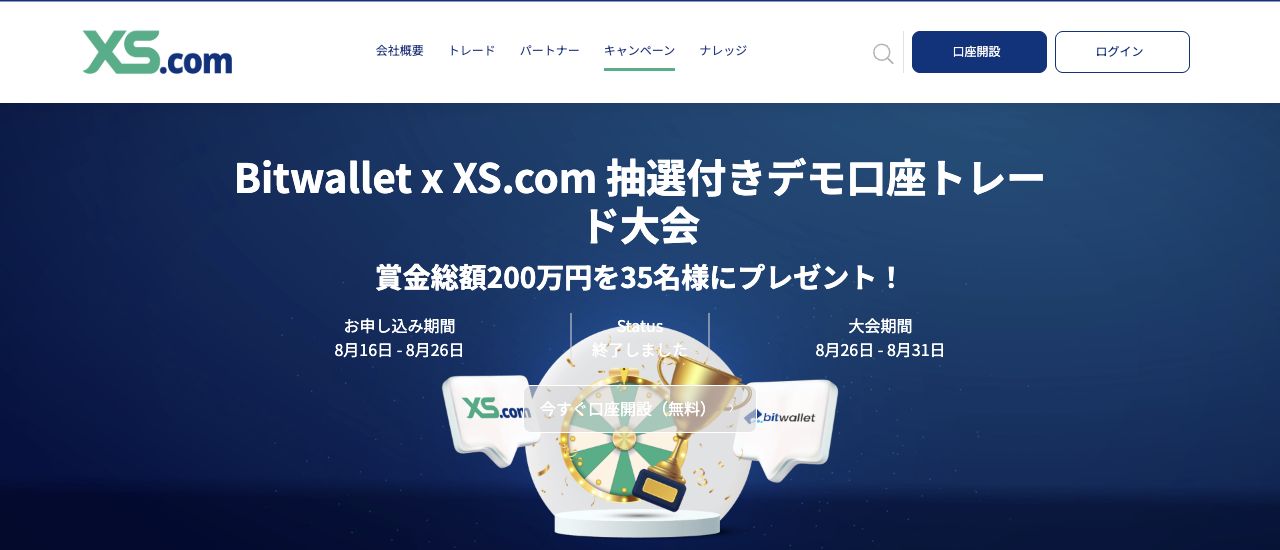 XS.com
会社概要 トレード パートナー キャンペーン ナレッジ
口座開設 ログイン
Bitwallet x XS.com 抽選付きデモ口座トレー
ド大会
賞金総額200万円を35名様にプレゼント！
お申し込み期間 Status 大会期間
8月16日 - 8月26日 終了しました 8月26日 - 8月31日
今すぐ口座開設（無料）
XS.com
bitwallet